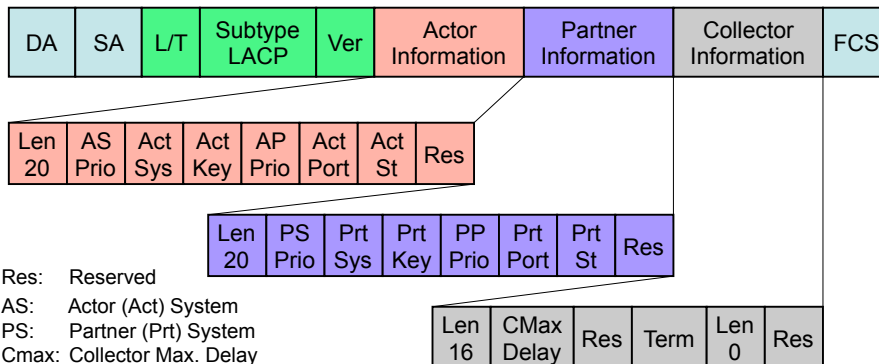 DA SA L/T Subtype LACP Ver Actor Information Partner Information Collector Information FCS
Len 20 AS Prio Act Sys Act Key AP Prio Act Port Act St Res
Len 20 PS Prio Prt Sys Prt Key PP Prio Prt Port Prt St Res
Res: Reserved
AS: Actor (Act) System
PS: Partner (Prt) System
Cmax: Collector Max. Delay
Len 16 CMax Delay Res Term Len 0 Res